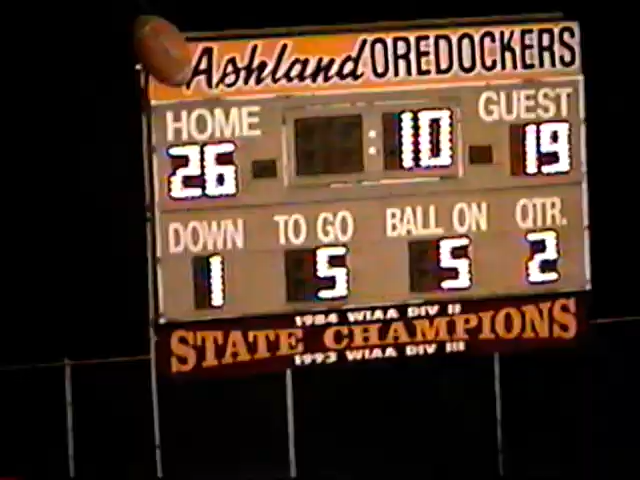 Ashland OREDOCKERS
HOME :10 GUEST
26 19
DOWN TO GO BALL ON QTR.
1 5 5 2
1984 WIAA DIV II
STATE CHAMPIONS
1993 WIAA DIV III